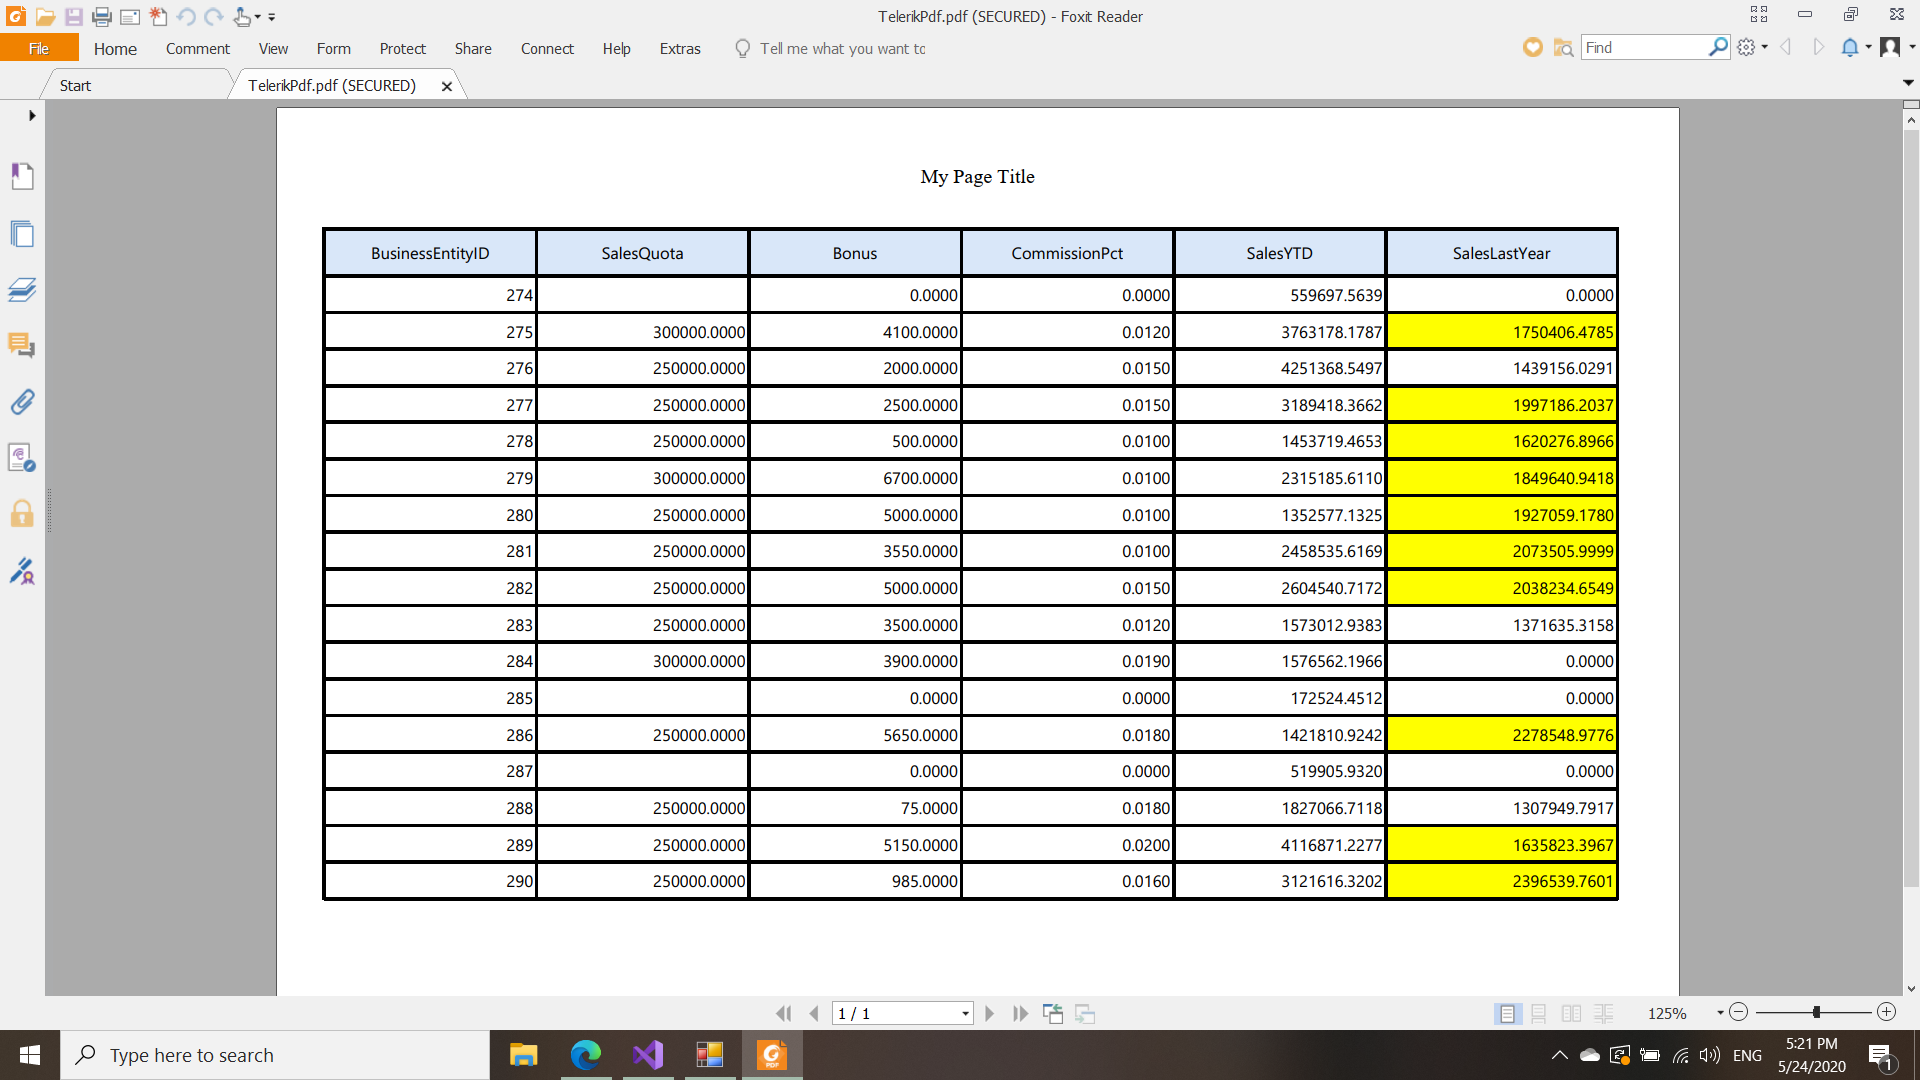 TelerikPdf.pdf (SECURED) - Foxit Reader
File Home Comment View Form Protect Share Connect Help Extras Tell me what you want to Find
Start TelerikPdf.pdf (SECURED)
My Page Title
BusinessEntityID SalesQuota Bonus CommissionPct SalesYTD SalesLastYear
274 0.0000 0.0000 559697.5639 0.0000
275 300000.0000 4100.0000 0.0120 3763178.1787 1750406.4785
276 250000.0000 2000.0000 0.0150 4251368.5497 1439156.0291
277 250000.0000 2500.0000 0.0150 3189418.3662 1997186.2037
278 250000.0000 500.0000 0.0100 1453719.4653 1620276.8966
279 300000.0000 6700.0000 0.0100 2315185.6110 1849640.9418
280 250000.0000 5000.0000 0.0100 1352577.1325 1927059.1780
281 250000.0000 3550.0000 0.0100 2458535.6169 2073505.9999
282 250000.0000 5000.0000 0.0150 2604540.7172 2038234.6549
283 250000.0000 3500.0000 0.0120 1573012.9383 1371635.3158
284 300000.0000 3900.0000 0.0190 1576562.1966 0.0000
285 0.0000 0.0000 172524.4512 0.0000
286 250000.0000 5650.0000 0.0180 1421810.9242 2278548.9776
287 0.0000 0.0000 519905.9320 0.0000
288 250000.0000 75.0000 0.0180 1827066.7118 1307949.7917
289 250000.0000 5150.0000 0.0200 4116871.2277 1635823.3967
290 250000.0000 985.0000 0.0160 3121616.3202 2396539.7601
1 / 1 125%
Type here to search PDF ENG 5:21 PM
5/24/2020 1